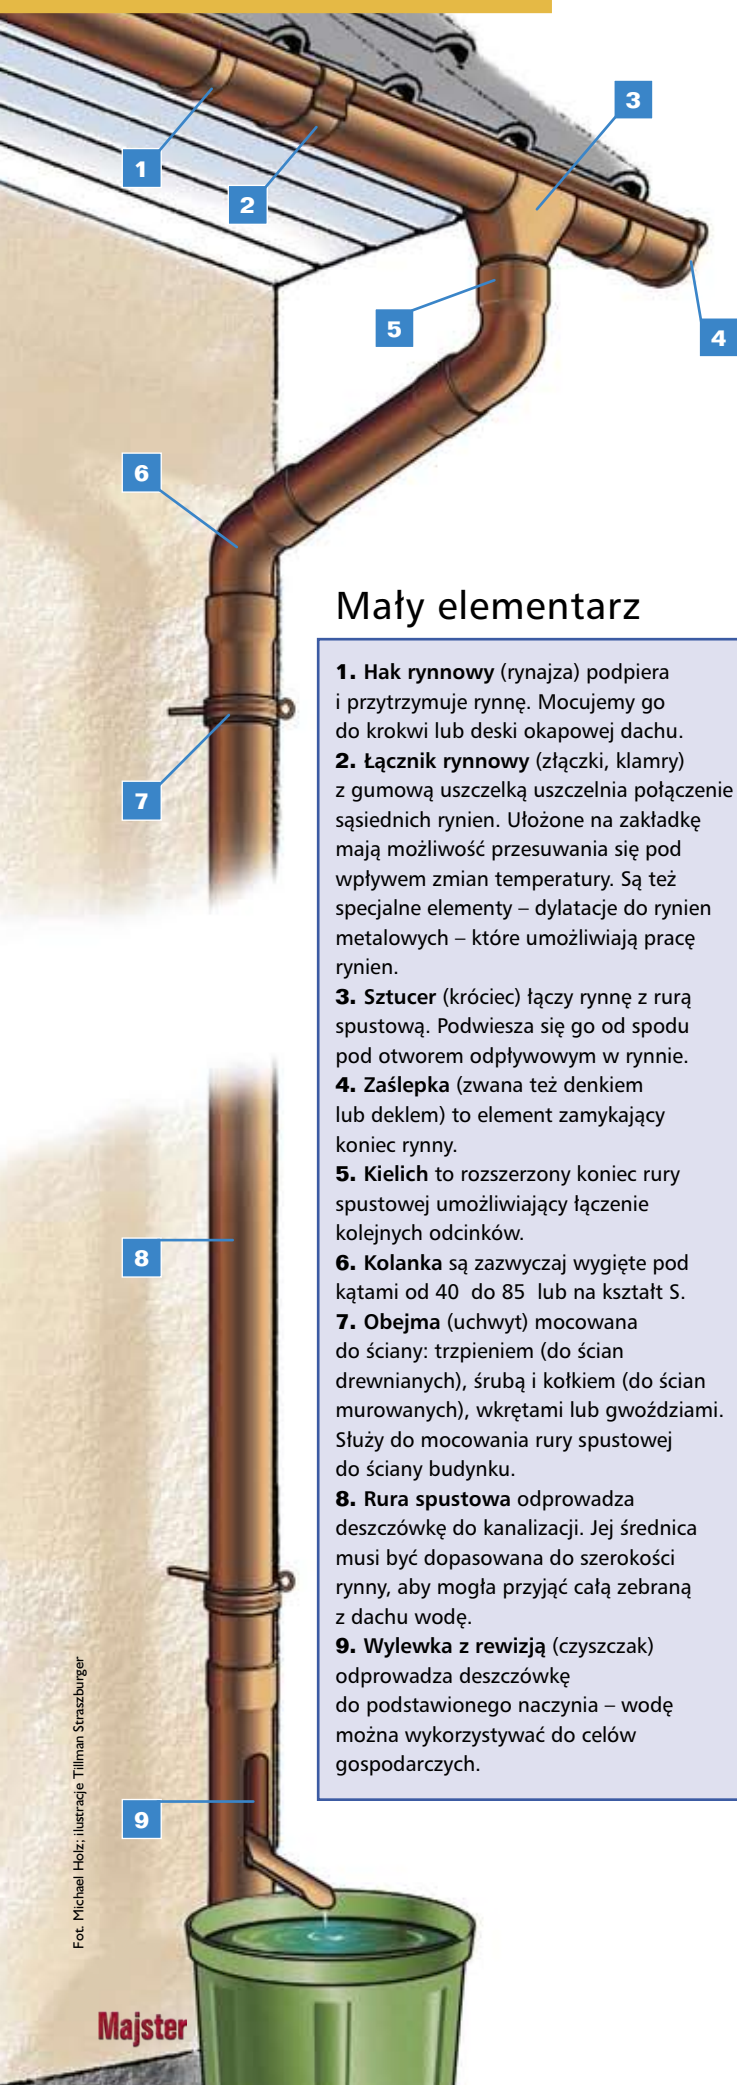 1
2
3
4
5
6
7
8
9
Mały elementarz
1. Hak rynnowy (rynajza) podpiera
i przytrzymuje rynnę. Mocujemy go
do krokwi lub deski okapowej dachu.
2. Łącznik rynnowy (złączki, klamry)
z gumową uszczelką uszczelnia połączenie
sąsiednich rynien. Ułożone na zakładkę
mają możliwość przesuwania się pod
wpływem zmian temperatury. Są też
specjalne elementy – dylatacje do rynien
metalowych – które umożliwiają pracę
rynien.
3. Sztucer (króciec) łączy rynnę z rurą
spustową. Podwiesza się go od spodu
pod otworem odpływowym w rynnie.
4. Zaślepka (zwana też denkiem
lub deklem) to element zamykający
koniec rynny.
5. Kielich to rozszerzony koniec rury
spustowej umożliwiający łączenie
kolejnych odcinków.
6. Kolanka są zazwyczaj wygięte pod
kątami od 40 do 85 lub na kształt S.
7. Obejma (uchwyt) mocowana
do ściany: trzpieniem (do ścian
drewnianych), śrubą i kołkiem (do ścian
murowanych), wkrętami lub gwoździami.
Służy do mocowania rury spustowej
do ściany budynku.
8. Rura spustowa odprowadza
deszczówkę do kanalizacji. Jej średnica
musi być dopasowana do szerokości
rynny, aby mogła przyjąć całą zebraną
z dachu wodę.
9. Wylewka z rewizją (czyszczak)
odprowadza deszczówkę
do podstawionego naczynia – wodę
można wykorzystywać do celów
gospodarczych.
Fot. Michael Holz; ilustracje Tillman Straszburger
Majster